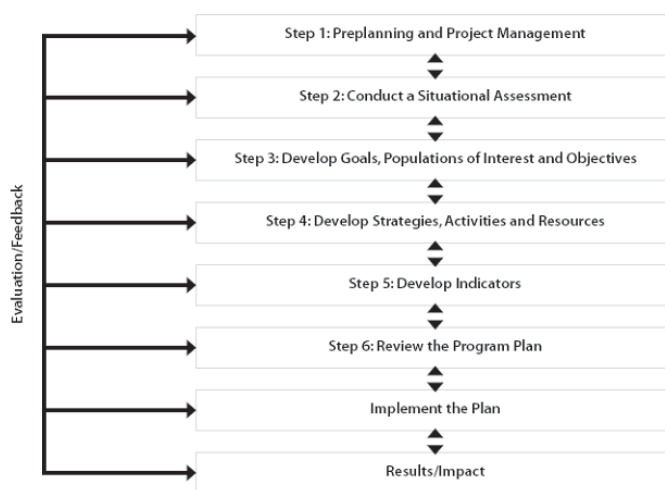 Step 1: Preplanning and Project Management
Step 2: Conduct a Situational Assessment
Step 3: Develop Goals, Populations of Interest and Objectives
Step 4: Develop Strategies, Activities and Resources
Step 5: Develop Indicators
Step 6: Review the Program Plan
Implement the Plan
Results/Impact
Evaluation/Feedback